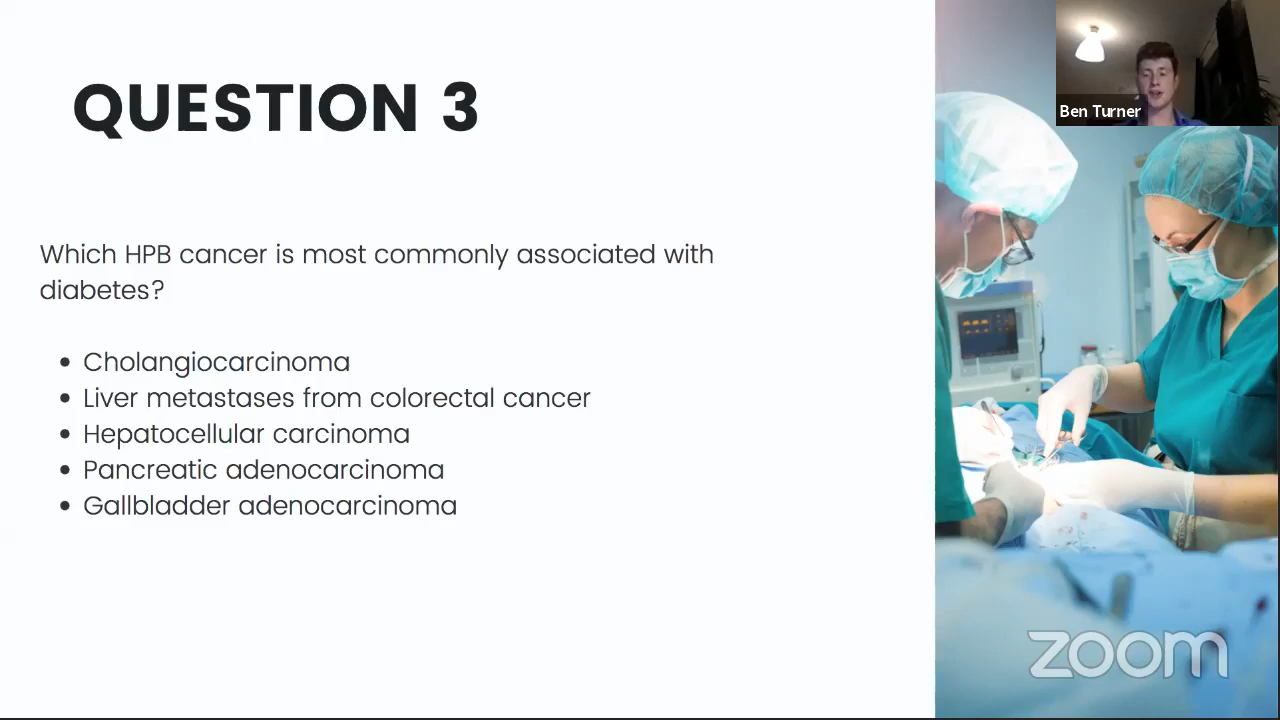 QUESTION 3
Ben Turner
Which HPB cancer is most commonly associated with
diabetes?
• Cholangiocarcinoma
• Liver metastases from colorectal cancer
• Hepatocellular carcinoma
• Pancreatic adenocarcinoma
• Gallbladder adenocarcinoma
zoom